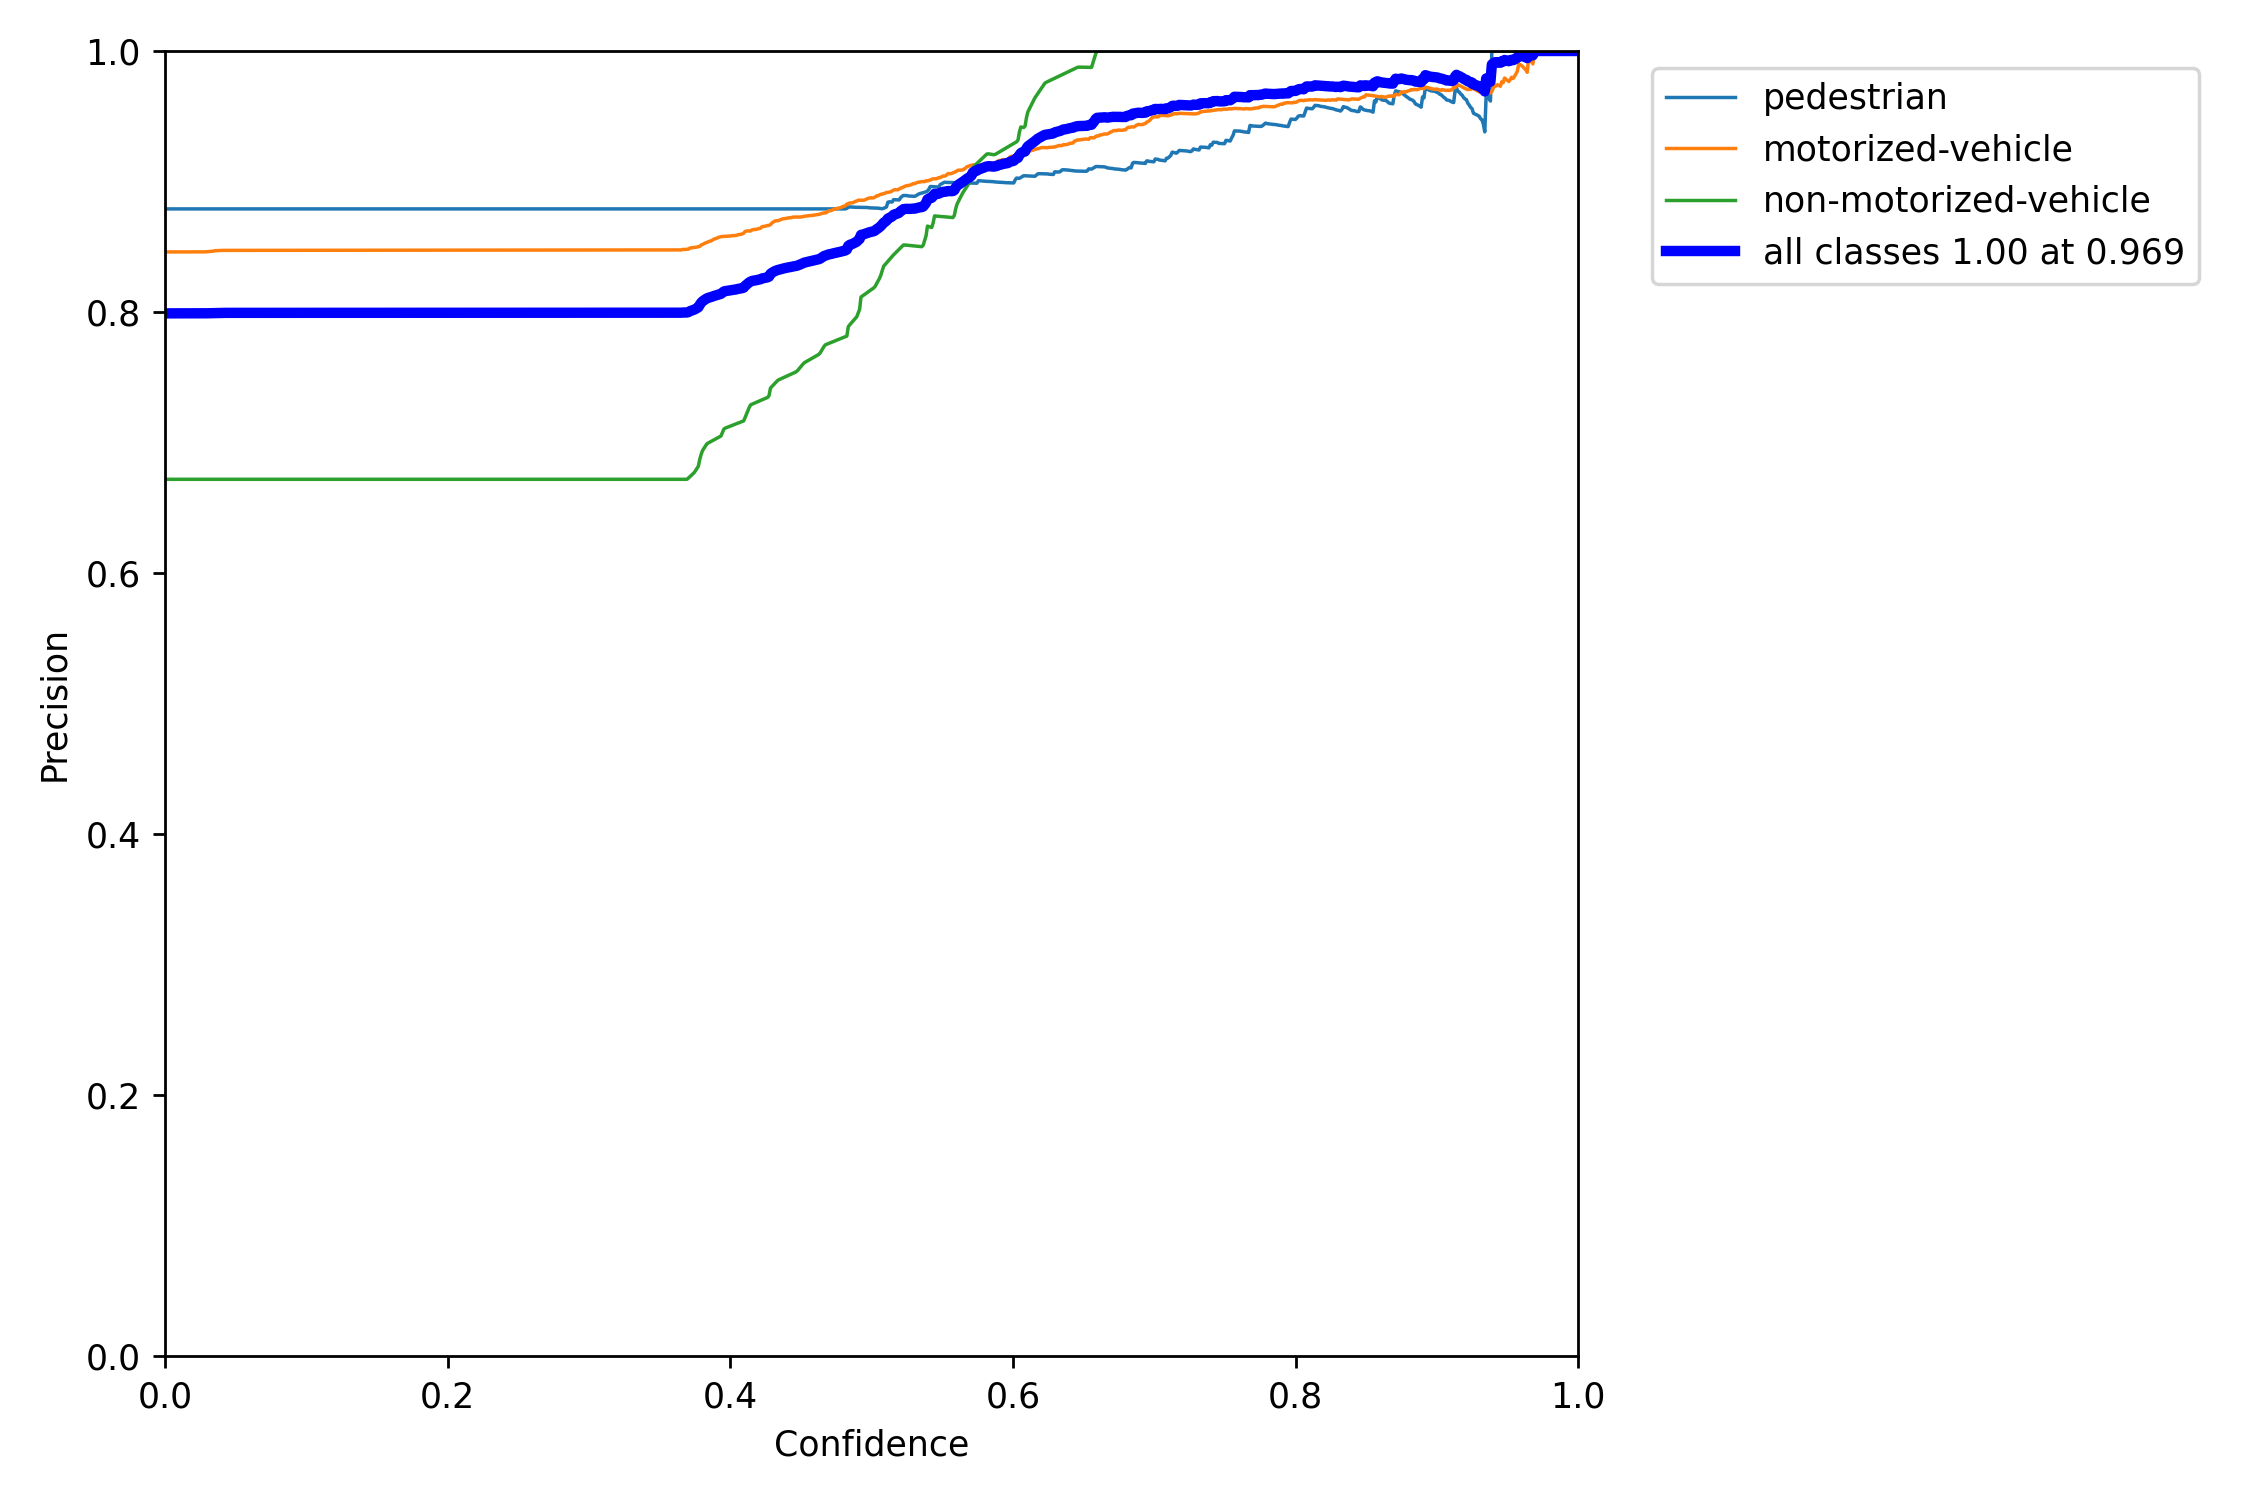 1.0
0.8
0.6
0.4
0.2
0.0
Precision
0.0 0.2 0.4 0.6 0.8 1.0
Confidence
pedestrian
motorized-vehicle
non-motorized-vehicle
all classes 1.00 at 0.969